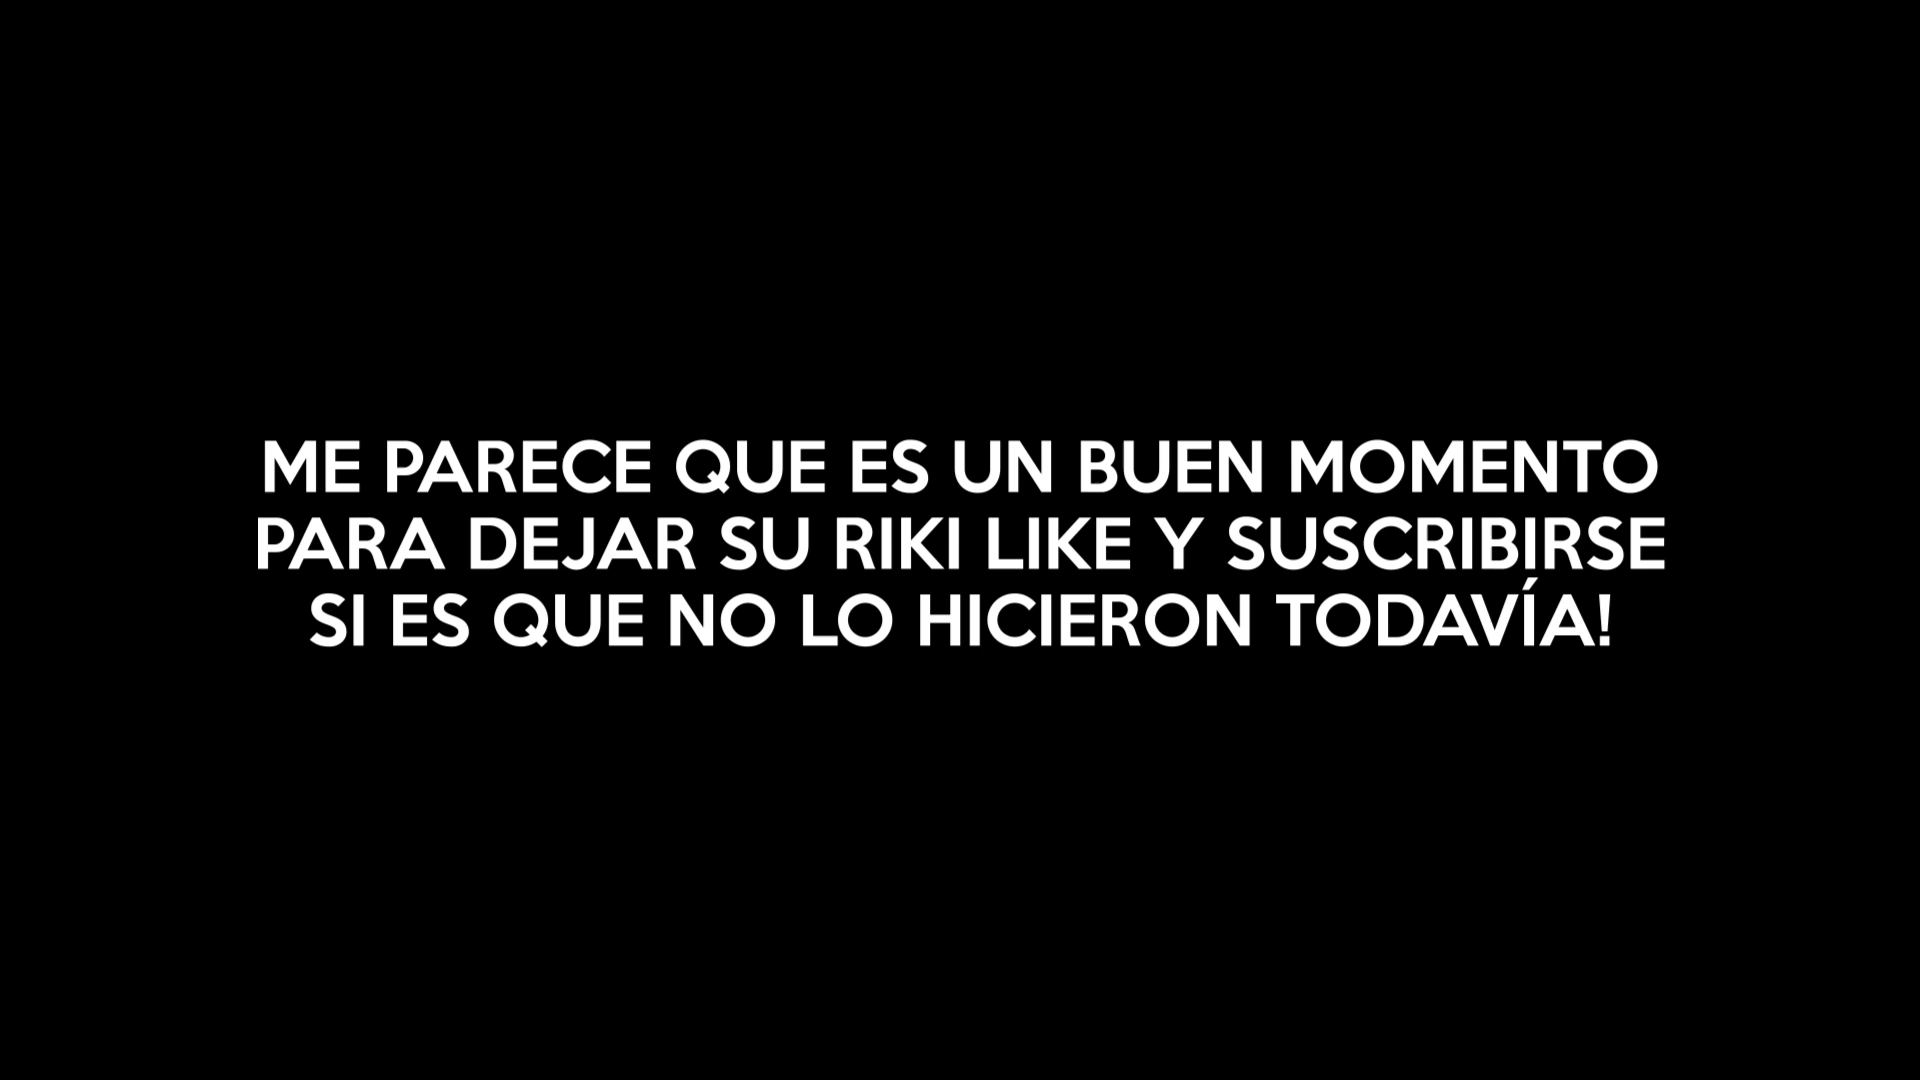 ME PARECE QUE ES UN BUEN MOMENTO
PARA DEJAR SU RIKI LIKE Y SUSCRIBIRSE
SI ES QUE NO LO HICIERON TODAVÍA!